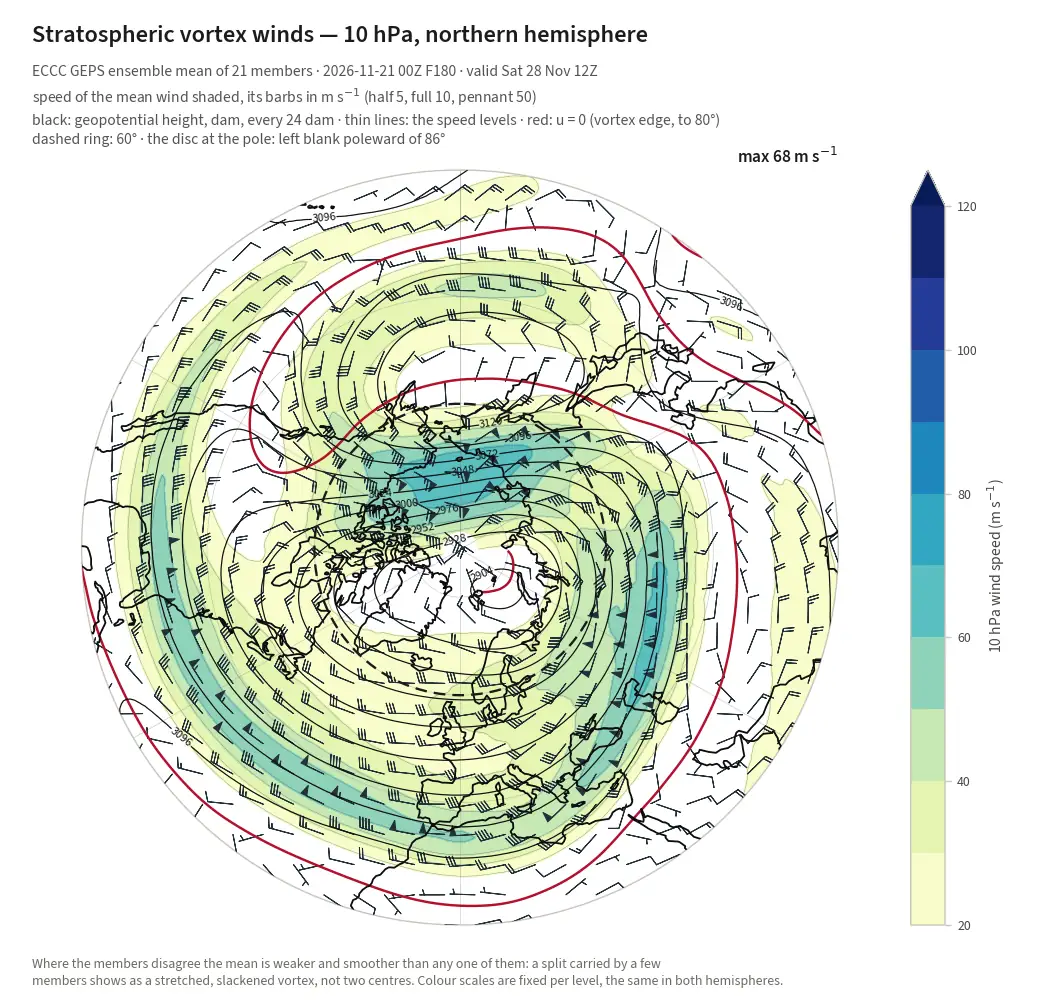 Stratospheric vortex winds — 10 hPa, northern hemisphere
ECCC GEPS ensemble mean of 21 members · 2026-11-21 00Z F180 · valid Sat 28 Nov 12Z
speed of the mean wind shaded, its barbs in m s⁻¹ (half 5, full 10, pennant 50)
black: geopotential height, dam, every 24 dam · thin lines: the speed levels · red: u = 0 (vortex edge, to 80°)
dashed ring: 60° · the disc at the pole: left blank poleward of 86°
max 68 m s⁻¹
120
100
80
60
40
20
10 hPa wind speed (m s⁻¹)
3096
3096
3120
3096
3072
3048
3000
2976
2952
2928
2904
3096
Where the members disagree the mean is weaker and smoother than any one of them: a split carried by a few
members shows as a stretched, slackened vortex, not two centres. Colour scales are fixed per level, the same in both hemispheres.